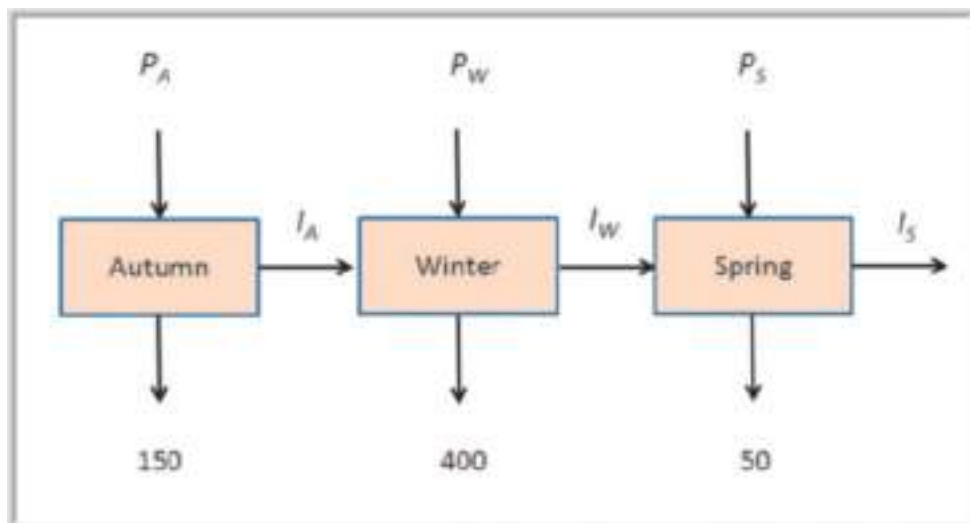 P_A P_W P_S
I_A I_W I_S
Autumn Winter Spring
150 400 50